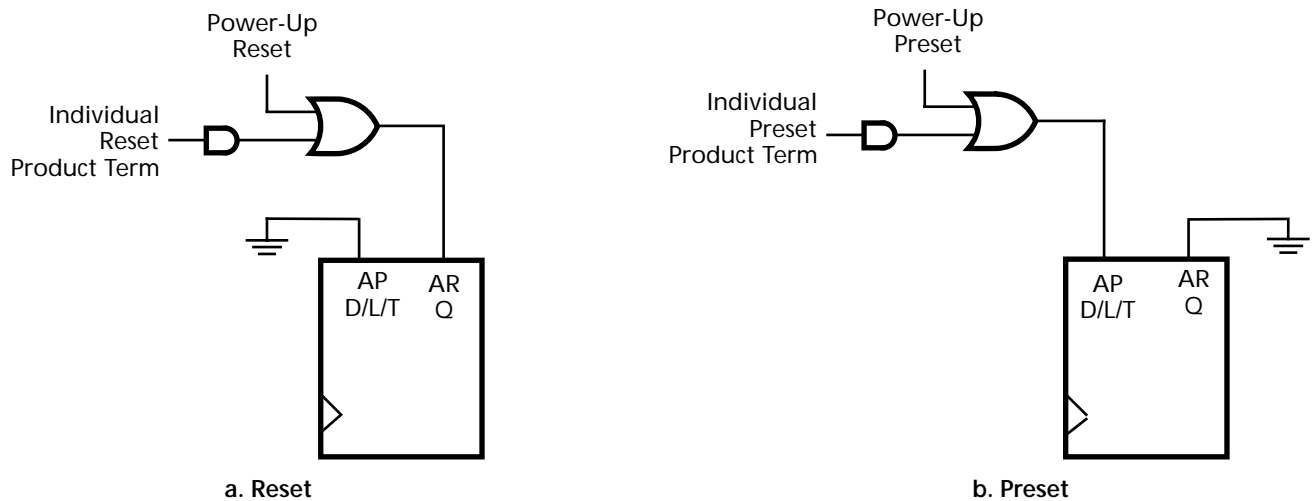 Power-Up
Reset
Individual
Reset
Product Term
AP
AR
D/L/T
Q
a. Reset
Power-Up
Preset
Individual
Preset
Product Term
AP
AR
D/L/T
Q
b. Preset